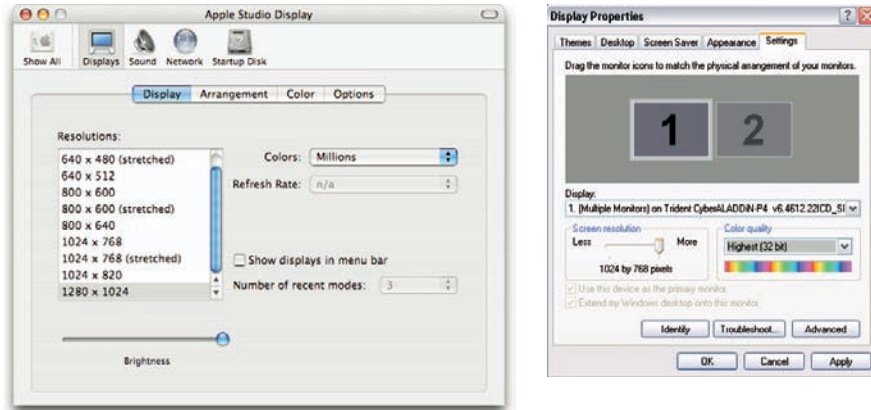 Apple Studio Display
Show All Displays Sound Network Startup Disk
Display Arrangement Color Options
Resolutions:
640 x 480 (stretched)
640 x 512
800 x 600
800 x 600 (stretched)
800 x 640
1024 x 768
1024 x 768 (stretched)
1024 x 820
1280 x 1024
Colors: Millions
Refresh Rate: n/a
Show displays in menu bar
Number of recent modes: 3
Brightness
Display Properties
Themes Desktop Screen Saver Appearance Settings
Drag the monitor icons to match the physical arrangement of your monitors.
1 2
Display:
1. (Multiple Monitors) on Trident CyberALADDiN-P4 v6.4612.22ICD_SI
Screen resolution
Less More
1024 by 768 pixels
Color quality
Highest (32 bit)
Use this device as the primary monitor.
Extend my Windows desktop onto this monitor.
Identify Troubleshoot... Advanced
OK Cancel Apply